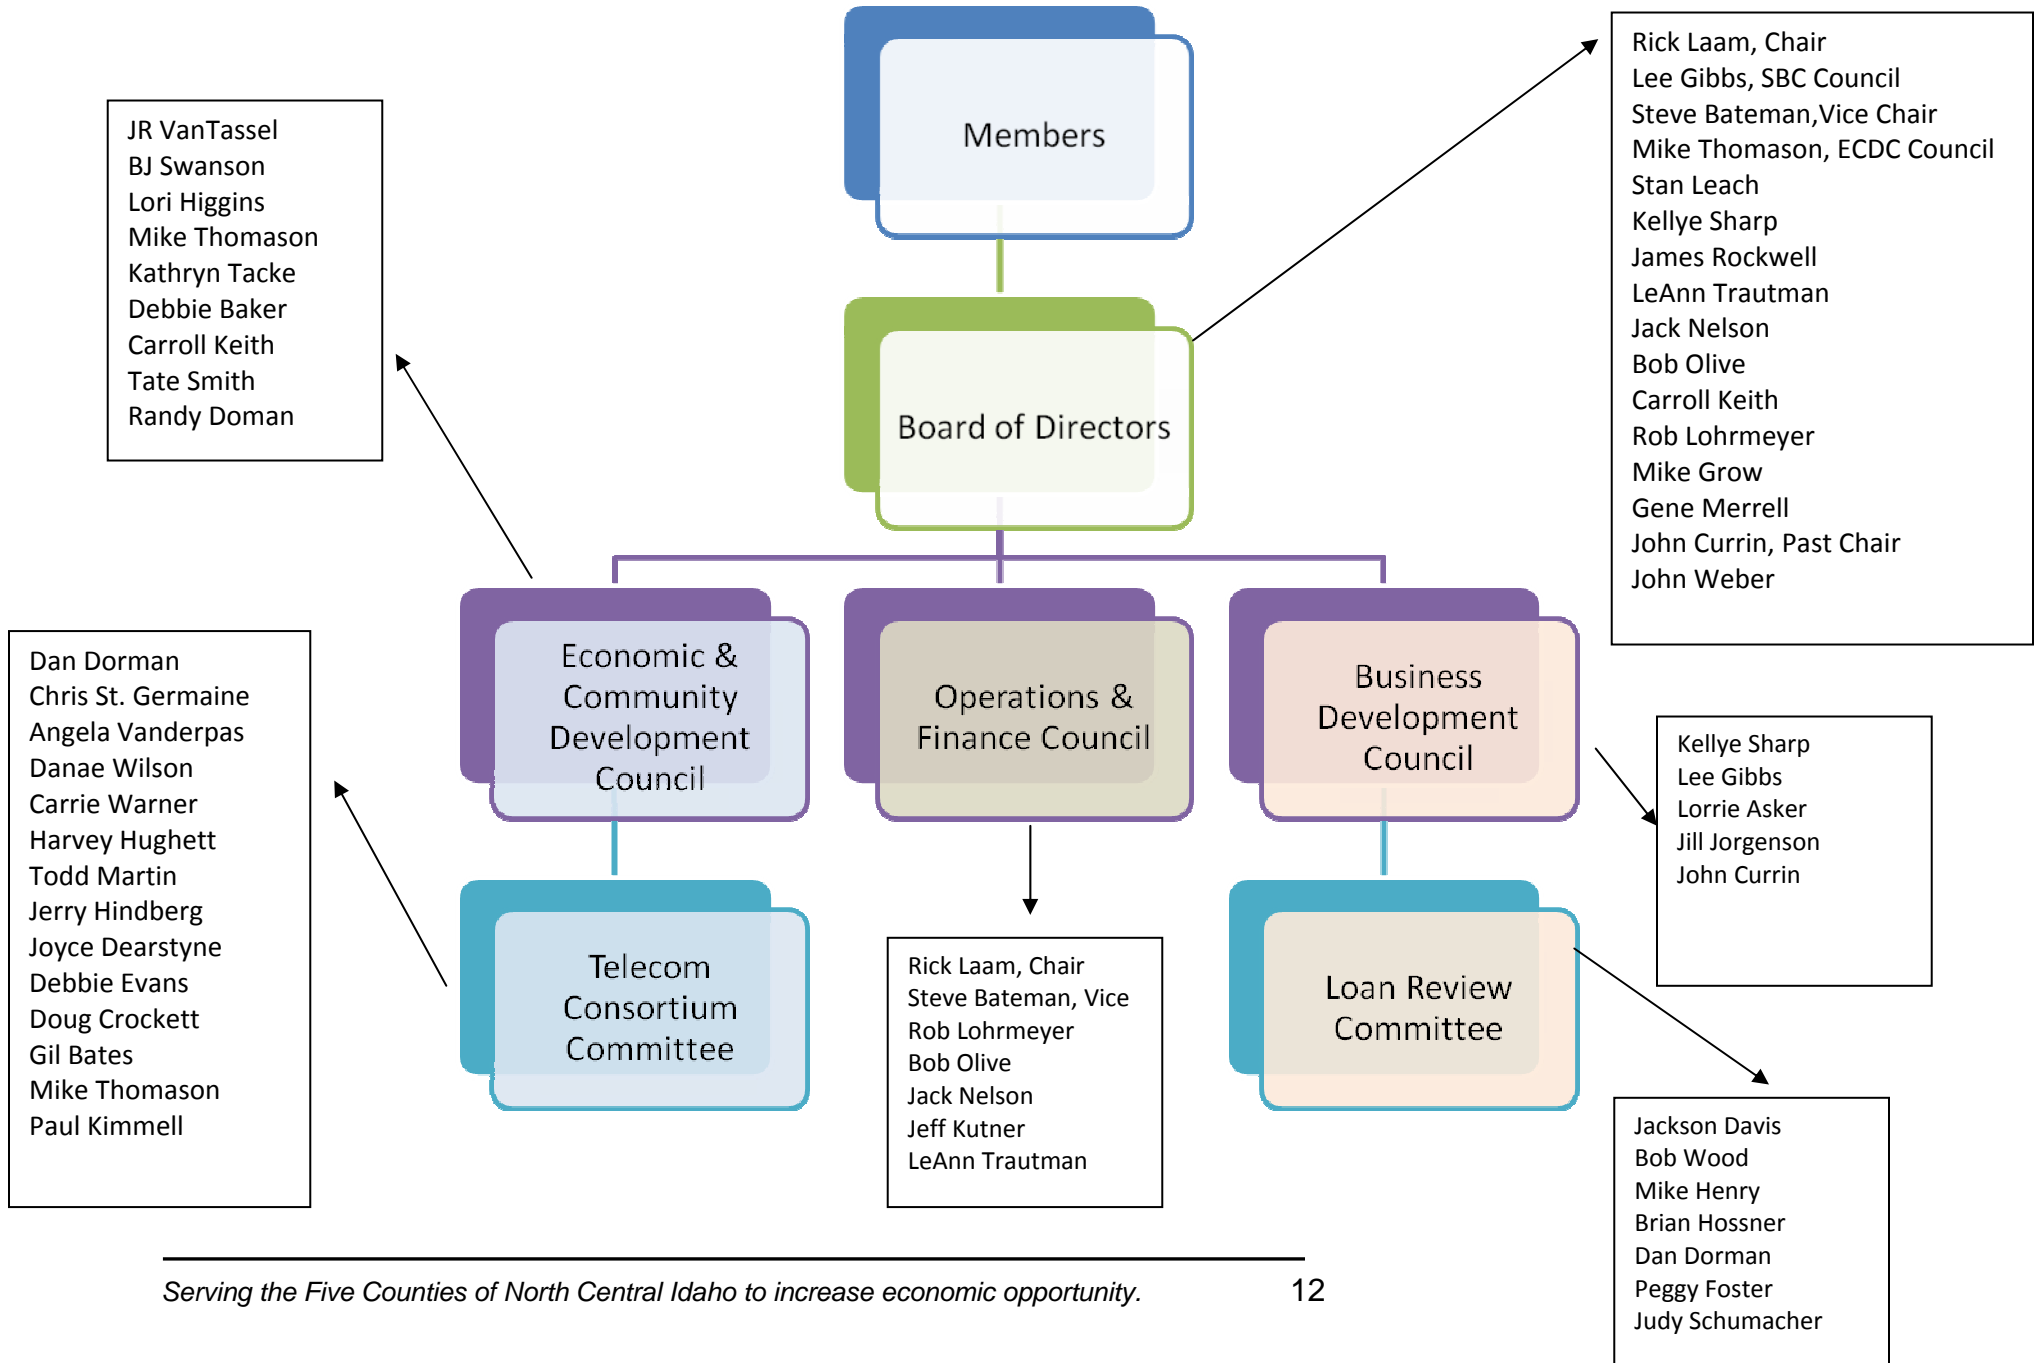 Members
Rick Laam, Chair
Lee Gibbs, SBC Council
Steve Bateman,Vice Chair
Mike Thomason, ECDC Council
Stan Leach
Kellye Sharp
James Rockwell
LeAnn Trautman
Jack Nelson
Bob Olive
Carroll Keith
Rob Lohrmeyer
Mike Grow
Gene Merrell
John Currin, Past Chair
John Weber
JR VanTassel
BJ Swanson
Lori Higgins
Mike Thomason
Kathryn Tacke
Debbie Baker
Carroll Keith
Tate Smith
Randy Doman
Board of Directors
Economic &
Community
Development
Council
Operations &
Finance Council
Business
Development
Council
Dan Dorman
Chris St. Germaine
Angela Vanderpas
Danae Wilson
Carrie Warner
Harvey Hughett
Todd Martin
Jerry Hindberg
Joyce Dearstyne
Debbie Evans
Doug Crockett
Gil Bates
Mike Thomason
Paul Kimmell
Kellye Sharp
Lee Gibbs
Lorrie Asker
Jill Jorgenson
John Currin
Telecom
Consortium
Committee
Rick Laam, Chair
Steve Bateman, Vice
Rob Lohrmeyer
Bob Olive
Jack Nelson
Jeff Kutner
LeAnn Trautman
Loan Review
Committee
Jackson Davis
Bob Wood
Mike Henry
Brian Hossner
Dan Dorman
Peggy Foster
Judy Schumacher
Serving the Five Counties of North Central Idaho to increase economic opportunity.
12